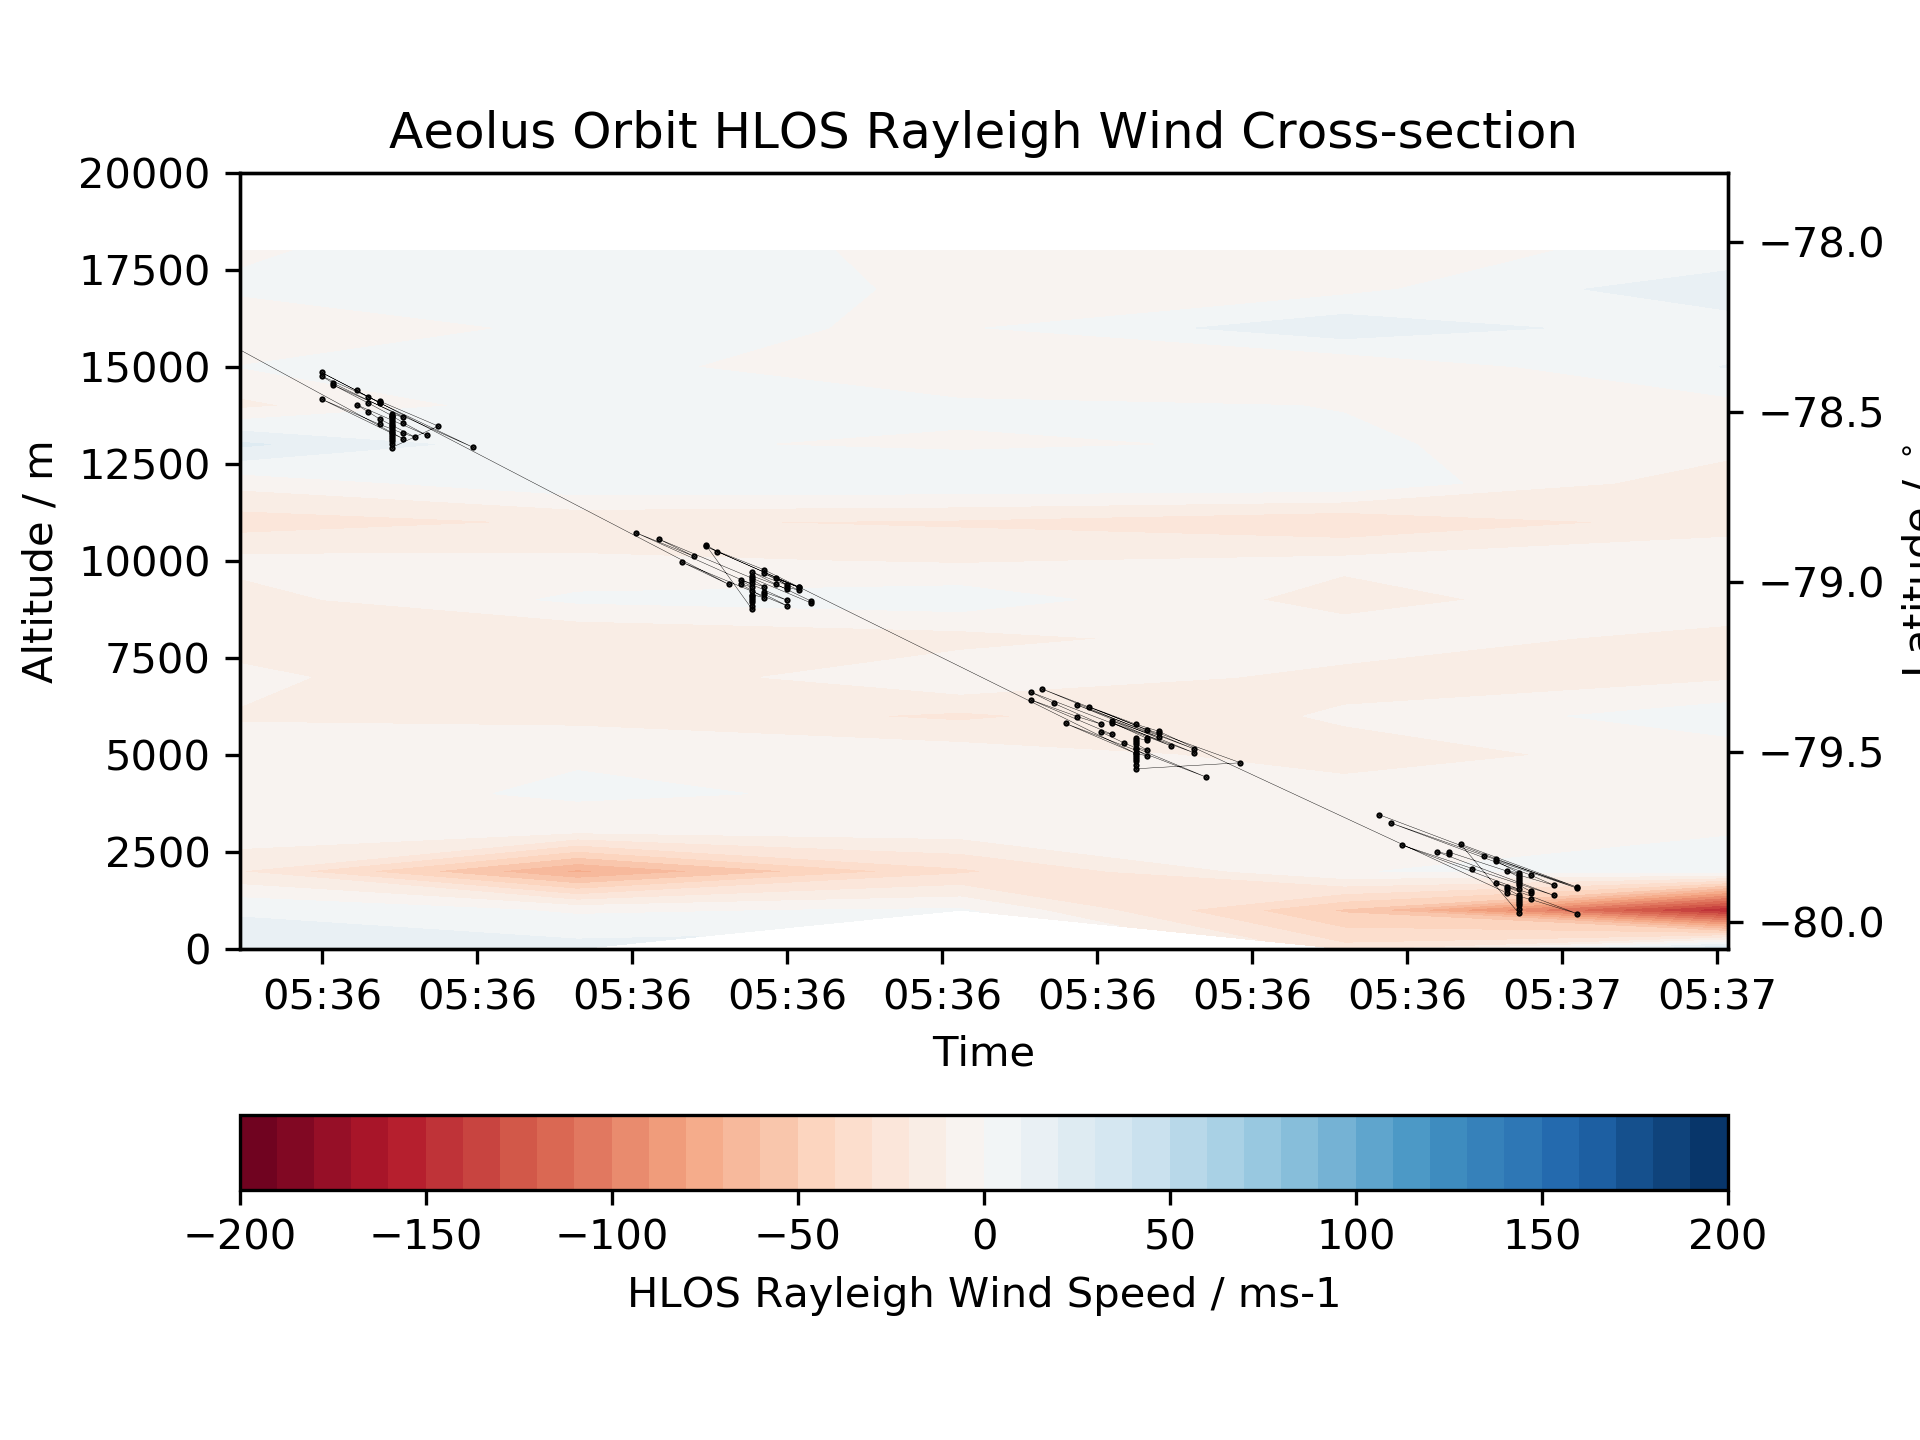 Aeolus Orbit HLOS Rayleigh Wind Cross-section
20000
17500
15000
12500
10000
7500
5000
2500
0
Altitude / m
−78.0
−78.5
−79.0
−79.5
−80.0
Latitude / °
05:36 05:36 05:36 05:36 05:36 05:36 05:36 05:36 05:37 05:37
Time
−200 −150 −100 −50 0 50 100 150 200
HLOS Rayleigh Wind Speed / ms-1